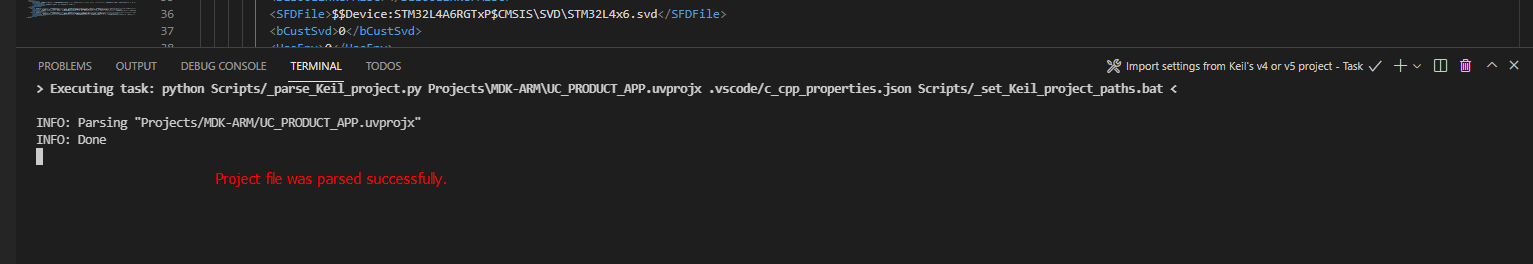 36 <SFDFile>$$Device:STM32L4A6RGTxP$CMSIS\SVD\STM32L4x6.svd</SFDFile>
37 <bCustSvd>0</bCustSvd>
PROBLEMS OUTPUT DEBUG CONSOLE TERMINAL TODOS
Import settings from Keil's v4 or v5 project - Task
> Executing task: python Scripts/_parse_Keil_project.py Projects\MDK-ARM\UC_PRODUCT_APP.uvprojx .vscode/c_cpp_properties.json Scripts/_set_Keil_project_paths.bat <
INFO: Parsing "Projects/MDK-ARM/UC_PRODUCT_APP.uvprojx"
INFO: Done
Project file was parsed successfully.